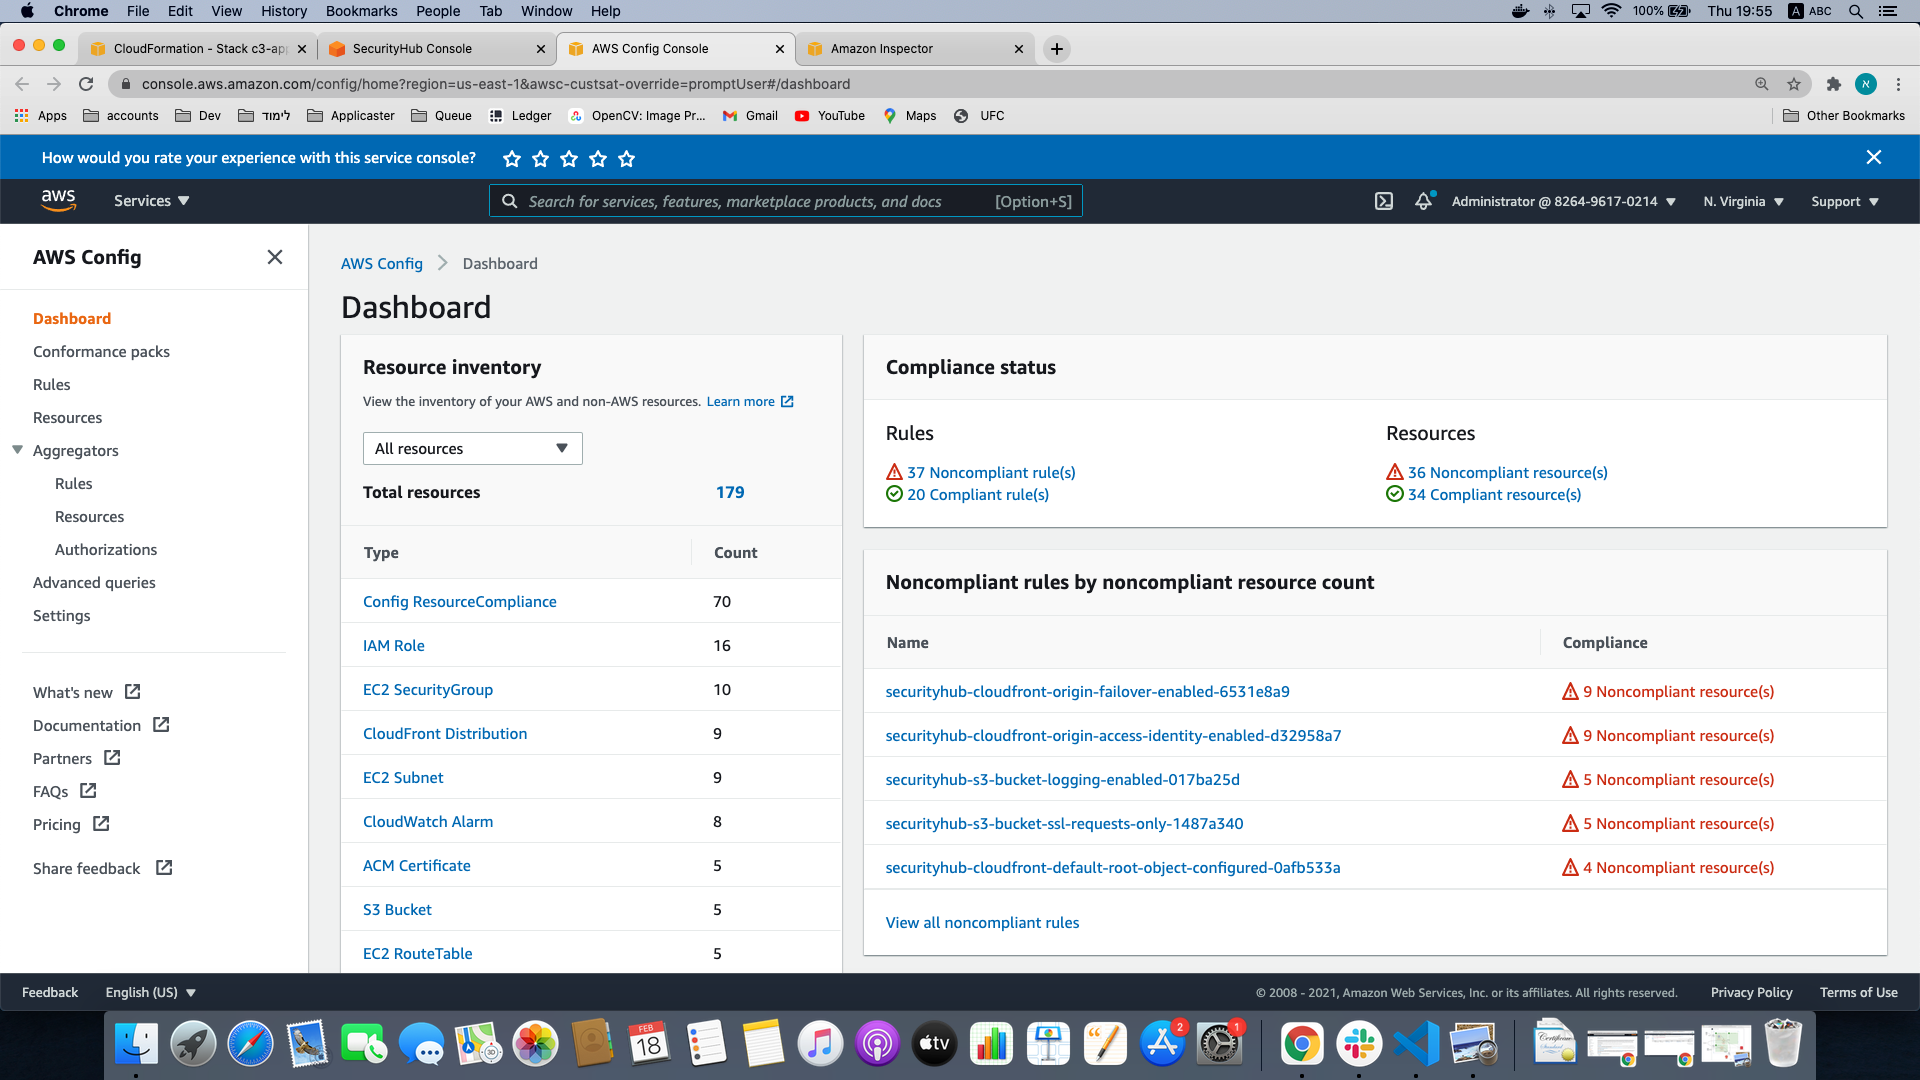 Chrome File Edit View History Bookmarks People Tab Window Help
100% Thu 19:55 A ABC
CloudFormation - Stack c3-app
SecurityHub Console
AWS Config Console
Amazon Inspector
console.aws.amazon.com/config/home?region=us-east-1&awsc-custsat-override=promptUser#/dashboard
א
Apps accounts Dev לימוד Applicaster Queue Ledger OpenCV: Image Pr... Gmail YouTube Maps UFC Other Bookmarks
How would you rate your experience with this service console?
aws Services Search for services, features, marketplace products, and docs [Option+S] Administrator @ 8264-9617-0214 N. Virginia Support
AWS Config
Dashboard
Conformance packs
Rules
Resources
Aggregators
Rules
Resources
Authorizations
Advanced queries
Settings
What's new
Documentation
Partners
FAQs
Pricing
Share feedback
AWS Config Dashboard
Dashboard
Resource inventory
View the inventory of your AWS and non-AWS resources. Learn more
All resources
Total resources 179
Type Count
Config ResourceCompliance 70
IAM Role 16
EC2 SecurityGroup 10
CloudFront Distribution 9
EC2 Subnet 9
CloudWatch Alarm 8
ACM Certificate 5
S3 Bucket 5
EC2 RouteTable 5
Compliance status
Rules
37 Noncompliant rule(s)
20 Compliant rule(s)
Resources
36 Noncompliant resource(s)
34 Compliant resource(s)
Noncompliant rules by noncompliant resource count
Name Compliance
securityhub-cloudfront-origin-failover-enabled-6531e8a9 9 Noncompliant resource(s)
securityhub-cloudfront-origin-access-identity-enabled-d32958a7 9 Noncompliant resource(s)
securityhub-s3-bucket-logging-enabled-017ba25d 5 Noncompliant resource(s)
securityhub-s3-bucket-ssl-requests-only-1487a340 5 Noncompliant resource(s)
securityhub-cloudfront-default-root-object-configured-0afb533a 4 Noncompliant resource(s)
View all noncompliant rules
Feedback English (US) © 2008 - 2021, Amazon Web Services, Inc. or its affiliates. All rights reserved. Privacy Policy Terms of Use
FEB
18
tv
2
1